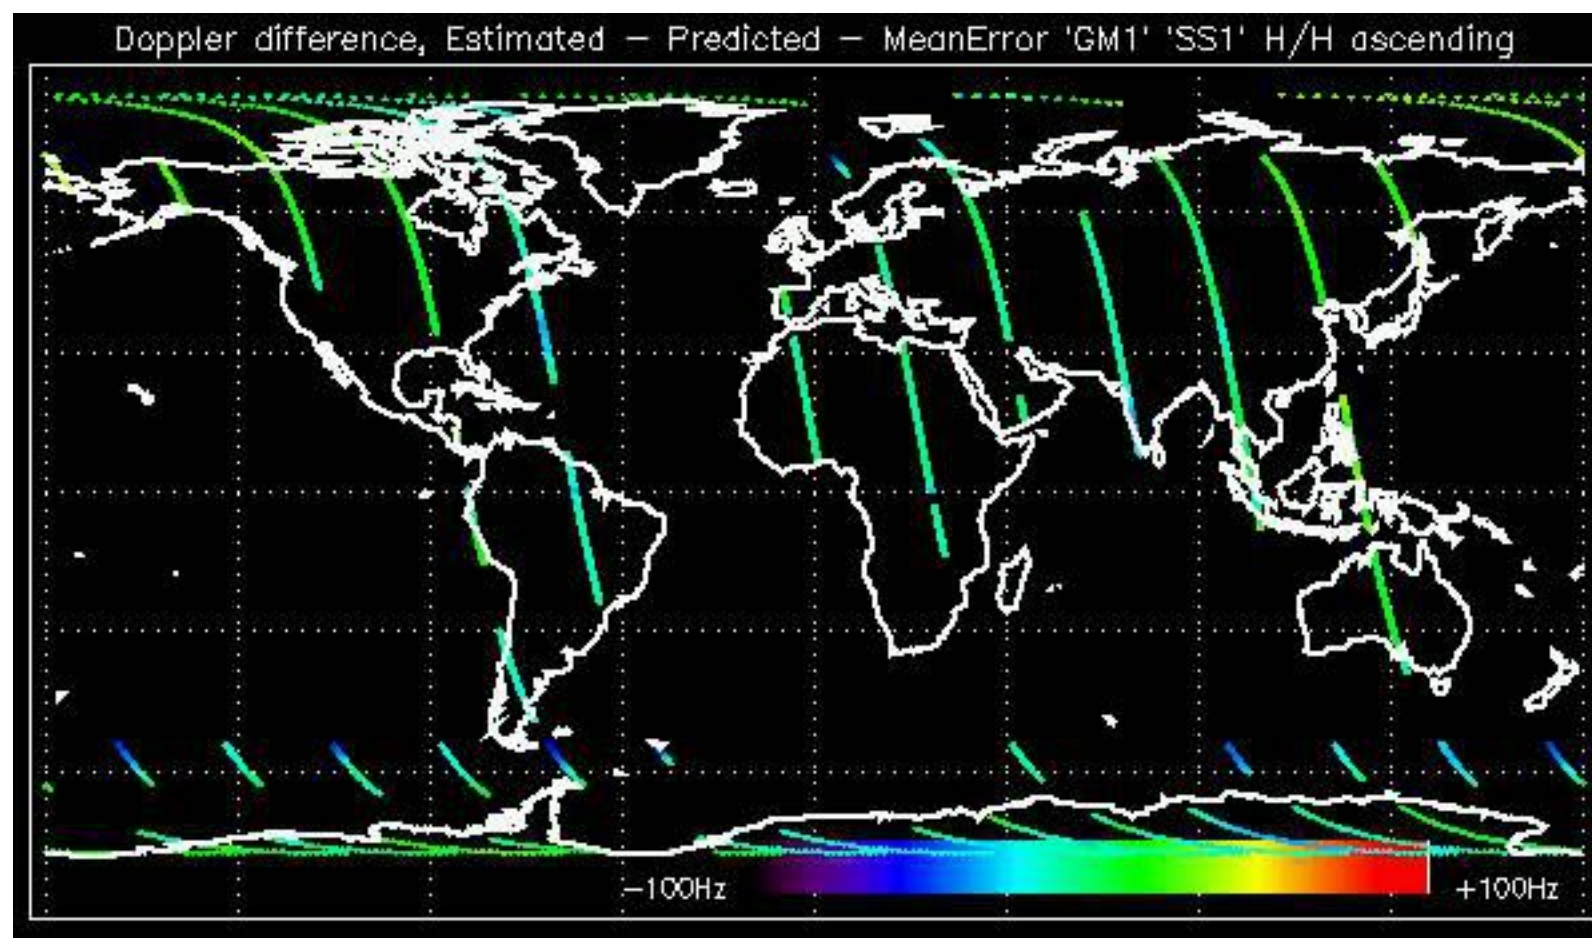 Doppler difference, Estimated – Predicted – MeanError 'GM1' 'SS1' H/H ascending
-100Hz +100Hz